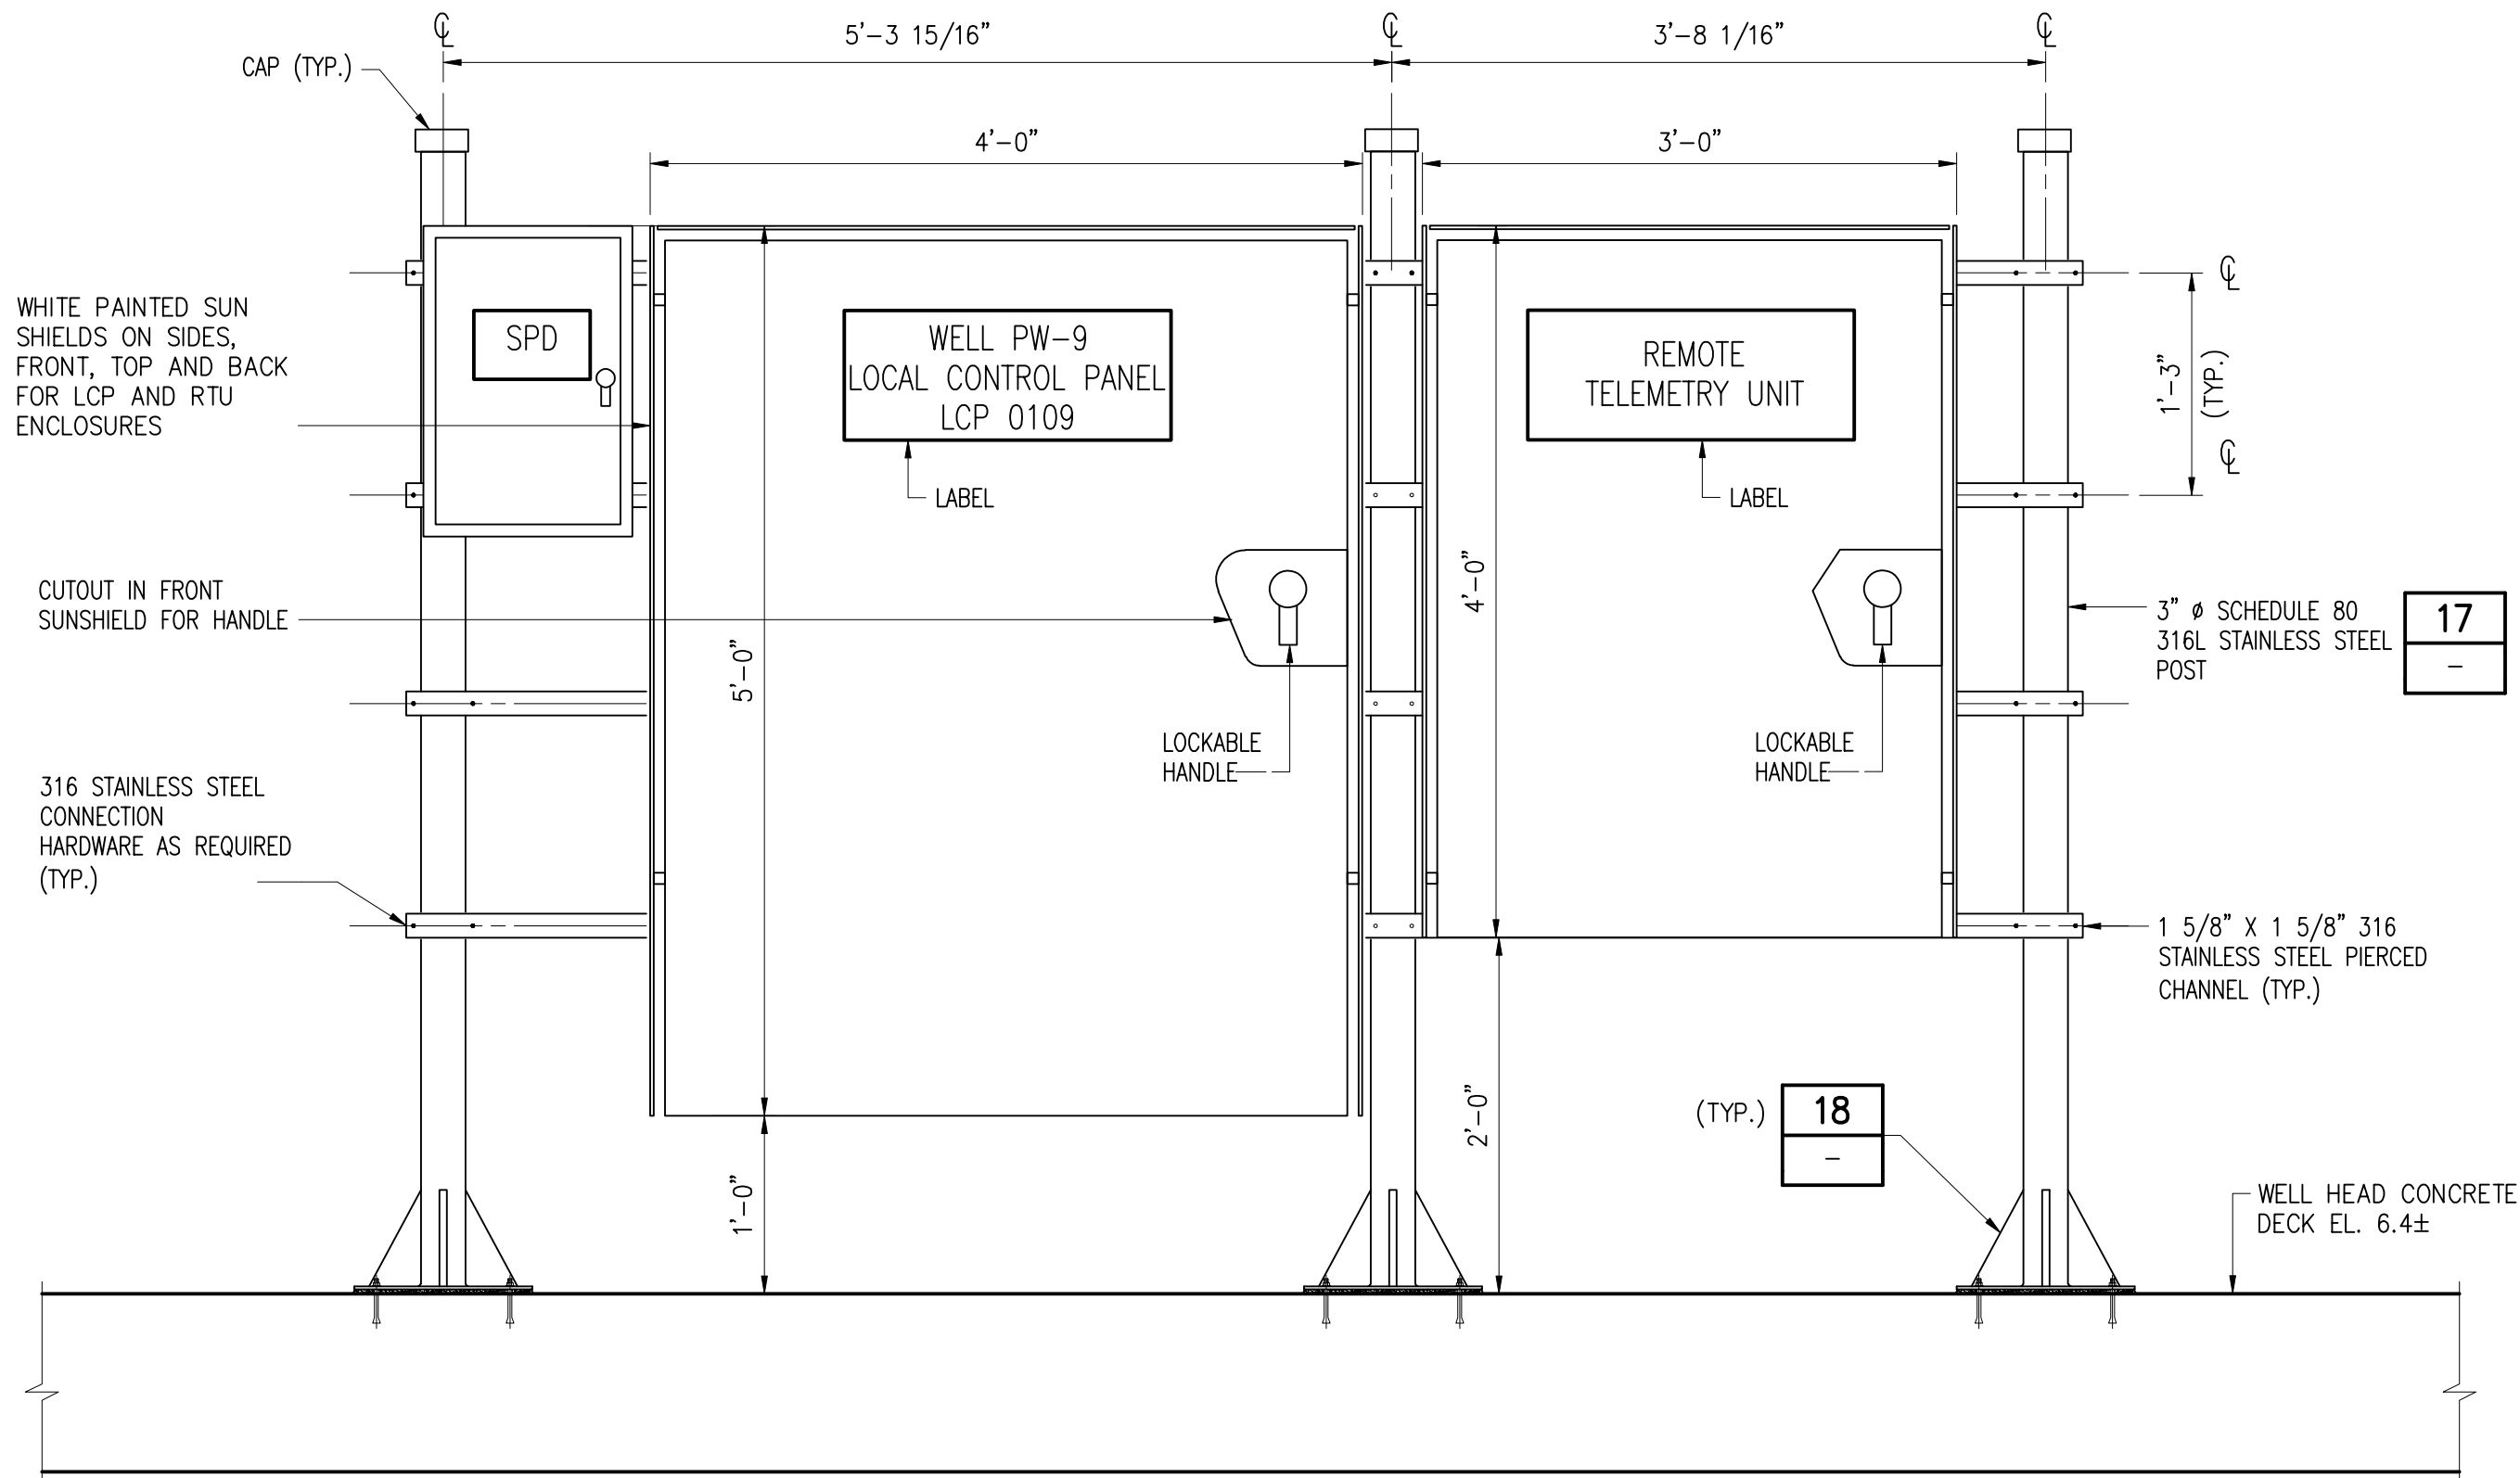 ℄
5'-3 15/16"
℄
3'-8 1/16"
℄
CAP (TYP.)
4'-0"
3'-0"
WHITE PAINTED SUN
SHIELDS ON SIDES,
FRONT, TOP AND BACK
FOR LCP AND RTU
ENCLOSURES
SPD
WELL PW-9
LOCAL CONTROL PANEL
LCP 0109
LABEL
REMOTE
TELEMETRY UNIT
LABEL
℄
1'-3"
(TYP.)
℄
CUTOUT IN FRONT
SUNSHIELD FOR HANDLE
5'-0"
4'-0"
3" ø SCHEDULE 80
316L STAINLESS STEEL
POST
17
-
LOCKABLE
HANDLE
LOCKABLE
HANDLE
316 STAINLESS STEEL
CONNECTION
HARDWARE AS REQUIRED
(TYP.)
1 5/8" X 1 5/8" 316
STAINLESS STEEL PIERCED
CHANNEL (TYP.)
1'-0"
2'-0"
(TYP.)
18
-
WELL HEAD CONCRETE
DECK EL. 6.4±